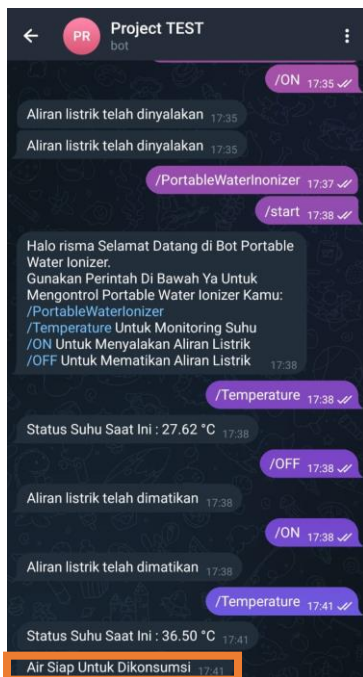 PR
Project TEST
bot
/ON 17:35
Aliran listrik telah dinyalakan 17:35
Aliran listrik telah dinyalakan 17:35
/PortableWaterInonizer 17:37
/start 17:38
Halo risma Selamat Datang di Bot Portable
Water Ionizer.
Gunakan Perintah Di Bawah Ya Untuk
Mengontrol Portable Water Ionizer Kamu:
/PortableWaterIonizer
/Temperature Untuk Monitoring Suhu
/ON Untuk Menyalakan Aliran Listrik
/OFF Untuk Mematikan Aliran Listrik 17:38
/Temperature 17:38
Status Suhu Saat Ini : 27.62 °C 17:38
/OFF 17:38
Aliran listrik telah dimatikan 17:38
/ON 17:38
Aliran listrik telah dimatikan 17:38
/Temperature 17:41
Status Suhu Saat Ini : 36.50 °C 17:41
Air Siap Untuk Dikonsumsi 17:41